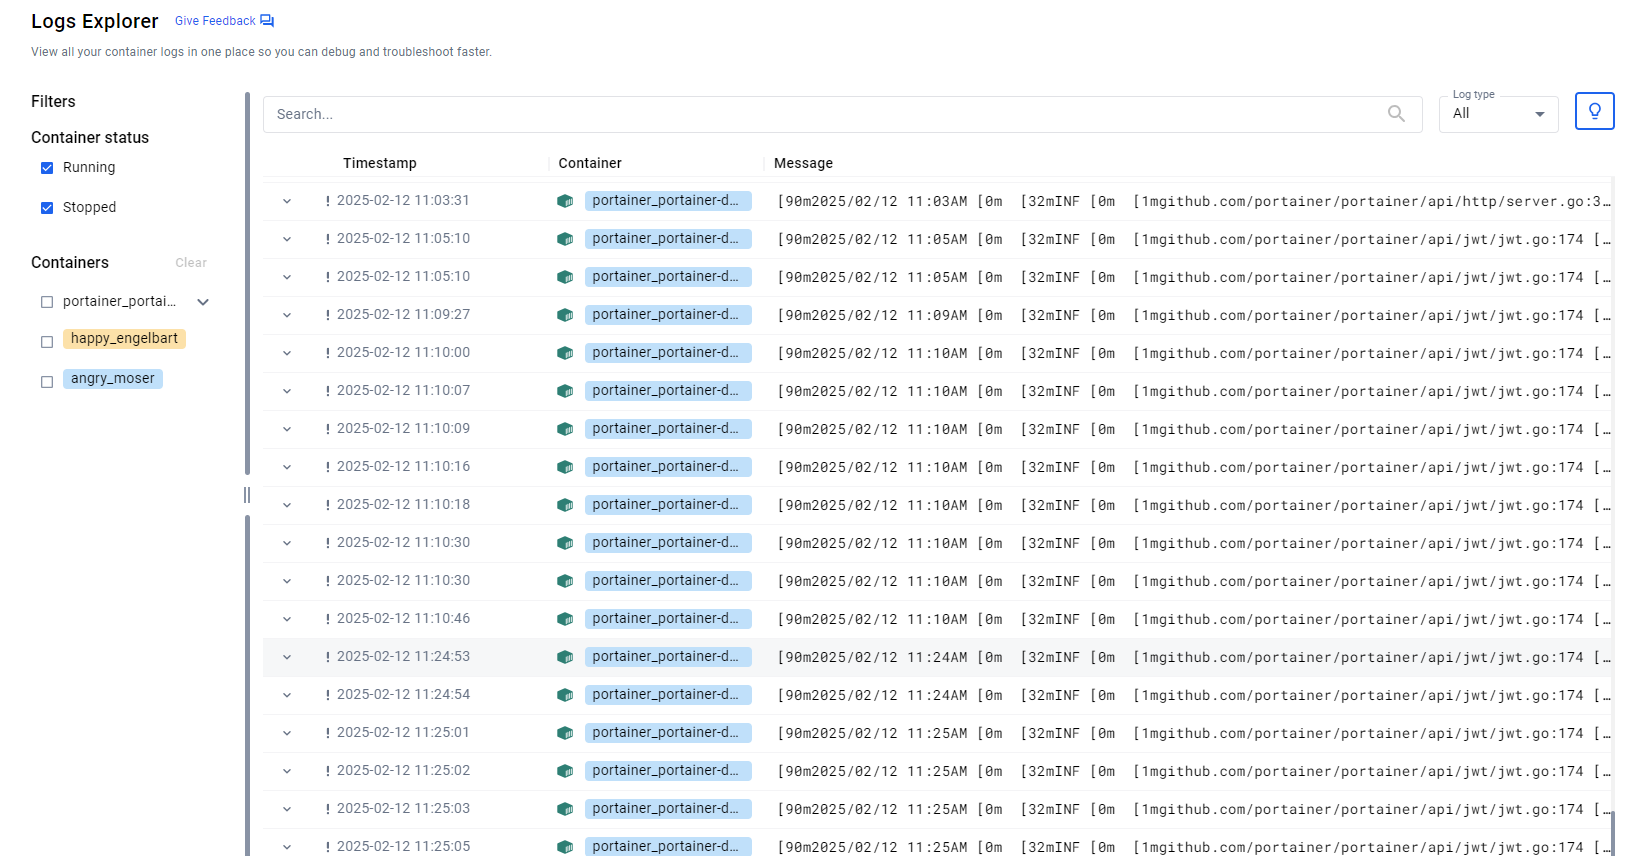 Logs Explorer Give Feedback
View all your container logs in one place so you can debug and troubleshoot faster.
Filters
Container status
Running
Stopped
Containers Clear
portainer_portai...
happy_engelbart
angry_moser
Search...
Log type
All
Timestamp Container Message
! 2025-02-12 11:03:31 portainer_portainer-d... [90m2025/02/12 11:03AM [0m [32mINF [0m [1mgithub.com/portainer/portainer/api/http/server.go:3...
! 2025-02-12 11:05:10 portainer_portainer-d... [90m2025/02/12 11:05AM [0m [32mINF [0m [1mgithub.com/portainer/portainer/api/jwt/jwt.go:174 [...
! 2025-02-12 11:05:10 portainer_portainer-d... [90m2025/02/12 11:05AM [0m [32mINF [0m [1mgithub.com/portainer/portainer/api/jwt/jwt.go:174 [...
! 2025-02-12 11:09:27 portainer_portainer-d... [90m2025/02/12 11:09AM [0m [32mINF [0m [1mgithub.com/portainer/portainer/api/jwt/jwt.go:174 [...
! 2025-02-12 11:10:00 portainer_portainer-d... [90m2025/02/12 11:10AM [0m [32mINF [0m [1mgithub.com/portainer/portainer/api/jwt/jwt.go:174 [...
! 2025-02-12 11:10:07 portainer_portainer-d... [90m2025/02/12 11:10AM [0m [32mINF [0m [1mgithub.com/portainer/portainer/api/jwt/jwt.go:174 [...
! 2025-02-12 11:10:09 portainer_portainer-d... [90m2025/02/12 11:10AM [0m [32mINF [0m [1mgithub.com/portainer/portainer/api/jwt/jwt.go:174 [...
! 2025-02-12 11:10:16 portainer_portainer-d... [90m2025/02/12 11:10AM [0m [32mINF [0m [1mgithub.com/portainer/portainer/api/jwt/jwt.go:174 [...
! 2025-02-12 11:10:18 portainer_portainer-d... [90m2025/02/12 11:10AM [0m [32mINF [0m [1mgithub.com/portainer/portainer/api/jwt/jwt.go:174 [...
! 2025-02-12 11:10:30 portainer_portainer-d... [90m2025/02/12 11:10AM [0m [32mINF [0m [1mgithub.com/portainer/portainer/api/jwt/jwt.go:174 [...
! 2025-02-12 11:10:30 portainer_portainer-d... [90m2025/02/12 11:10AM [0m [32mINF [0m [1mgithub.com/portainer/portainer/api/jwt/jwt.go:174 [...
! 2025-02-12 11:10:46 portainer_portainer-d... [90m2025/02/12 11:10AM [0m [32mINF [0m [1mgithub.com/portainer/portainer/api/jwt/jwt.go:174 [...
! 2025-02-12 11:24:53 portainer_portainer-d... [90m2025/02/12 11:24AM [0m [32mINF [0m [1mgithub.com/portainer/portainer/api/jwt/jwt.go:174 [...
! 2025-02-12 11:24:54 portainer_portainer-d... [90m2025/02/12 11:24AM [0m [32mINF [0m [1mgithub.com/portainer/portainer/api/jwt/jwt.go:174 [...
! 2025-02-12 11:25:01 portainer_portainer-d... [90m2025/02/12 11:25AM [0m [32mINF [0m [1mgithub.com/portainer/portainer/api/jwt/jwt.go:174 [...
! 2025-02-12 11:25:02 portainer_portainer-d... [90m2025/02/12 11:25AM [0m [32mINF [0m [1mgithub.com/portainer/portainer/api/jwt/jwt.go:174 [...
! 2025-02-12 11:25:03 portainer_portainer-d... [90m2025/02/12 11:25AM [0m [32mINF [0m [1mgithub.com/portainer/portainer/api/jwt/jwt.go:174 [...
! 2025-02-12 11:25:05 portainer_portainer-d... [90m2025/02/12 11:25AM [0m [32mINF [0m [1mgithub.com/portainer/portainer/api/jwt/jwt.go:174 [...